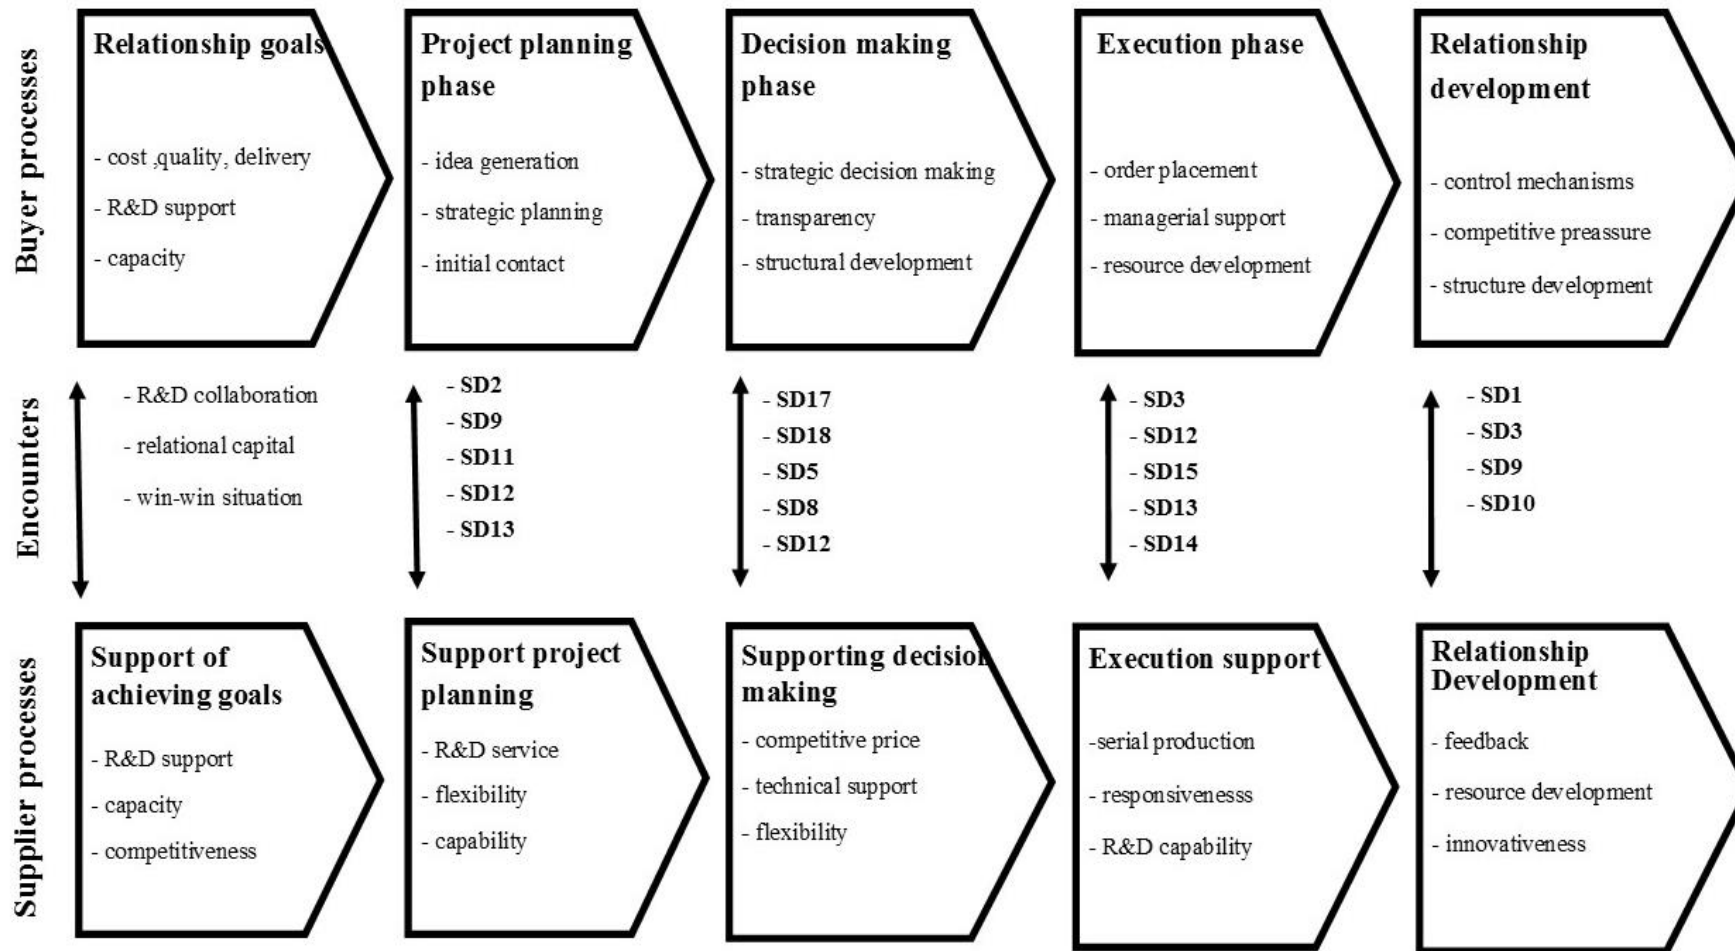 Buyer processes
Relationship goals
- cost ,quality, delivery
- R&D support
- capacity
Project planning
phase
- idea generation
- strategic planning
- initial contact
Decision making
phase
- strategic decision making
- transparency
- structural development
Execution phase
- order placement
- managerial support
- resource development
Relationship
development
- control mechanisms
- competitive preassure
- structure development
Encounters
- R&D collaboration
- relational capital
- win-win situation
- SD2
- SD9
- SD11
- SD12
- SD13
- SD17
- SD18
- SD5
- SD8
- SD12
- SD3
- SD12
- SD15
- SD13
- SD14
- SD1
- SD3
- SD9
- SD10
Supplier processes
Support of
achieving goals
- R&D support
- capacity
- competitiveness
Support project
planning
- R&D service
- flexibility
- capability
Supporting decision
making
- competitive price
- technical support
- flexibility
Execution support
-serial production
- responsivenesss
- R&D capability
Relationship
Development
- feedback
- resource development
- innovativeness